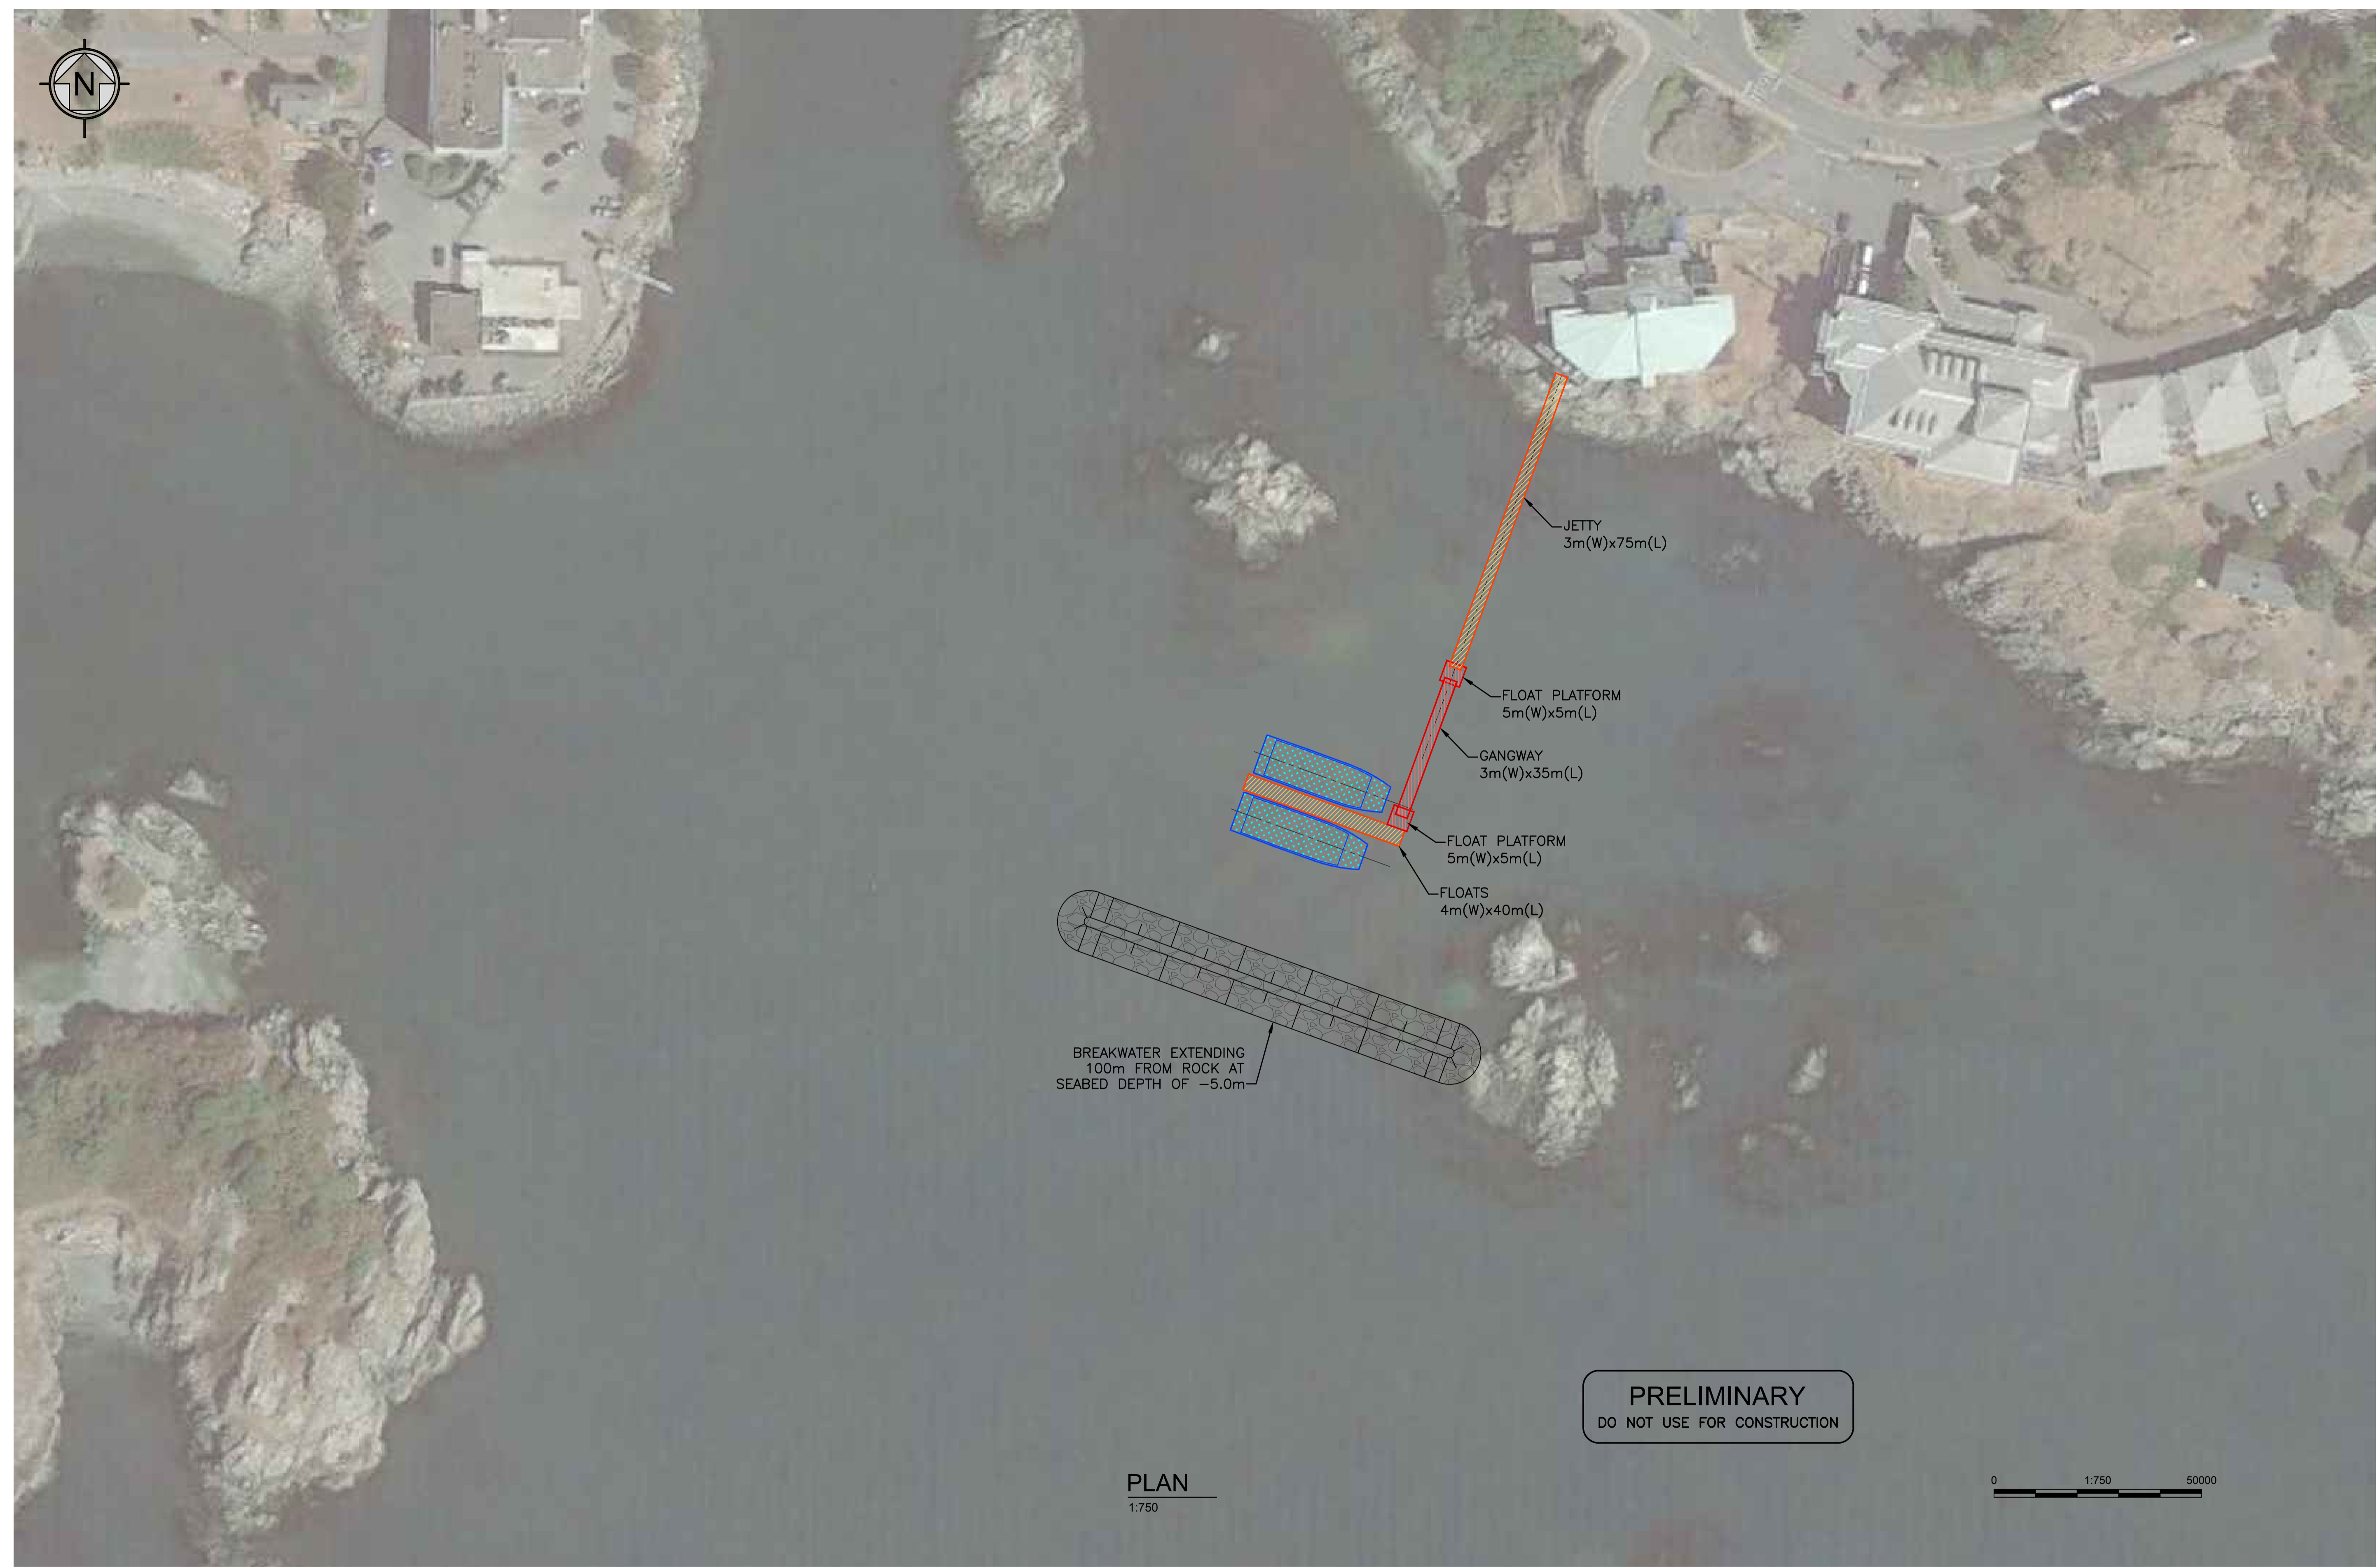 N
JETTY
3m(W)x75m(L)
FLOAT PLATFORM
5m(W)x5m(L)
GANGWAY
3m(W)x35m(L)
FLOAT PLATFORM
5m(W)x5m(L)
FLOATS
4m(W)x40m(L)
BREAKWATER EXTENDING
100m FROM ROCK AT
SEABED DEPTH OF -5.0m
PRELIMINARY
DO NOT USE FOR CONSTRUCTION
PLAN
1:750
0 1:750 50000